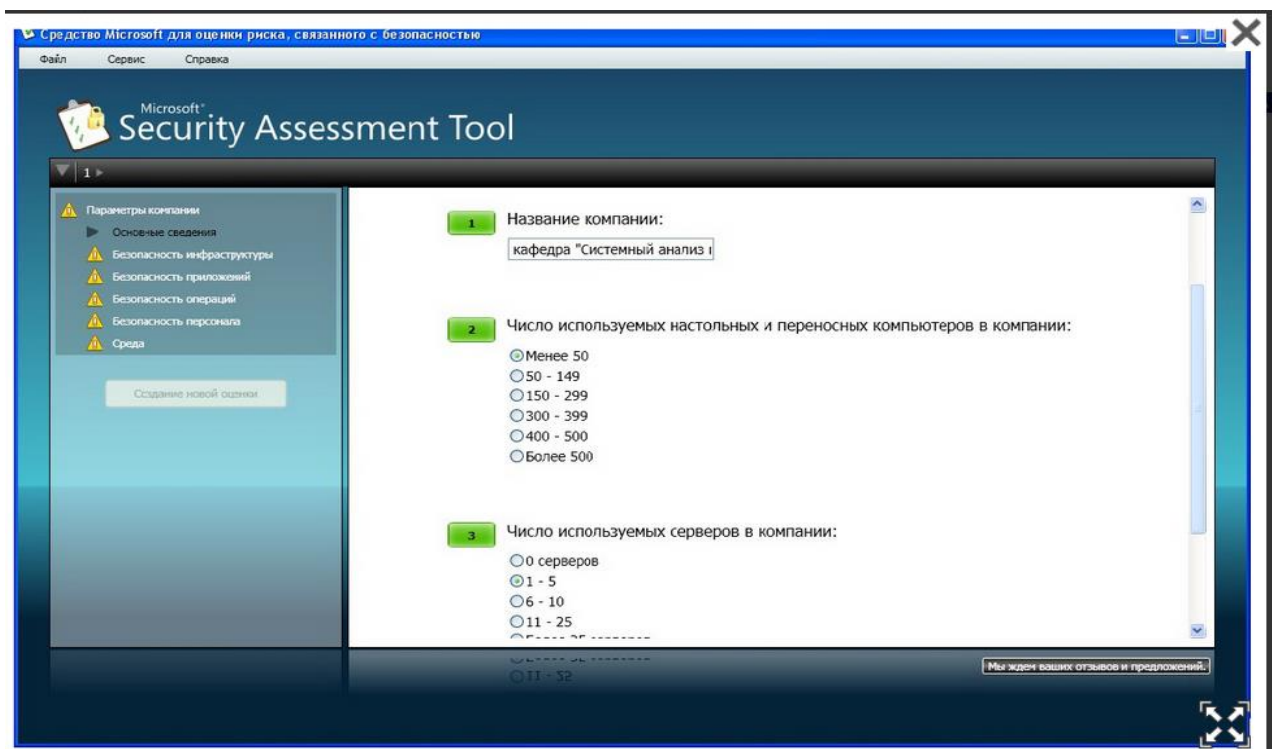 Средство Microsoft для оценки риска, связанного с безопасностью
Файл Сервис Справка
Microsoft®
Security Assessment Tool
1
Параметры компании
Основные сведения
Безопасность инфраструктуры
Безопасность приложений
Безопасность операций
Безопасность персонала
Среда
Создание новой оценки
1 Название компании:
кафедра "Системный анализ и
2 Число используемых настольных и переносных компьютеров в компании:
Менее 50
50 - 149
150 - 299
300 - 399
400 - 500
Более 500
3 Число используемых серверов в компании:
0 серверов
1 - 5
6 - 10
11 - 25
Мы ждем ваших отзывов и предложений.